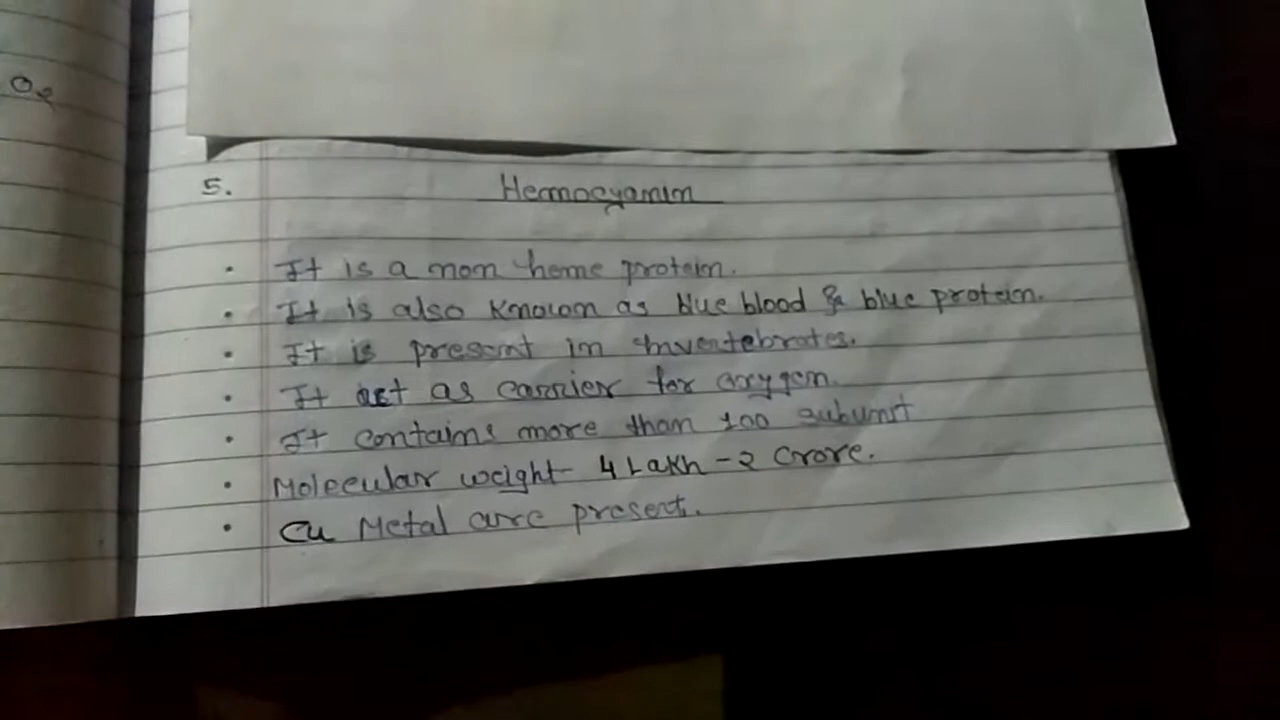 O2
5.
Hemocyanin
• It is a non heme protein.
• It is also known as blue blood & blue protein.
• It is present in invertebrates.
• It act as carrier for oxygen.
• It contains more than 100 subunit
• Molecular weight - 4 Lakh - 2 Crore.
• Cu Metal are present.